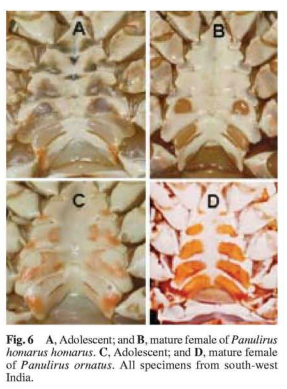 A
B
C
D
Fig. 6 A, Adolescent; and B, mature female of Panulirus
homarus homarus. C, Adolescent; and D, mature female
of Panulirus ornatus. All specimens from south-west
India.